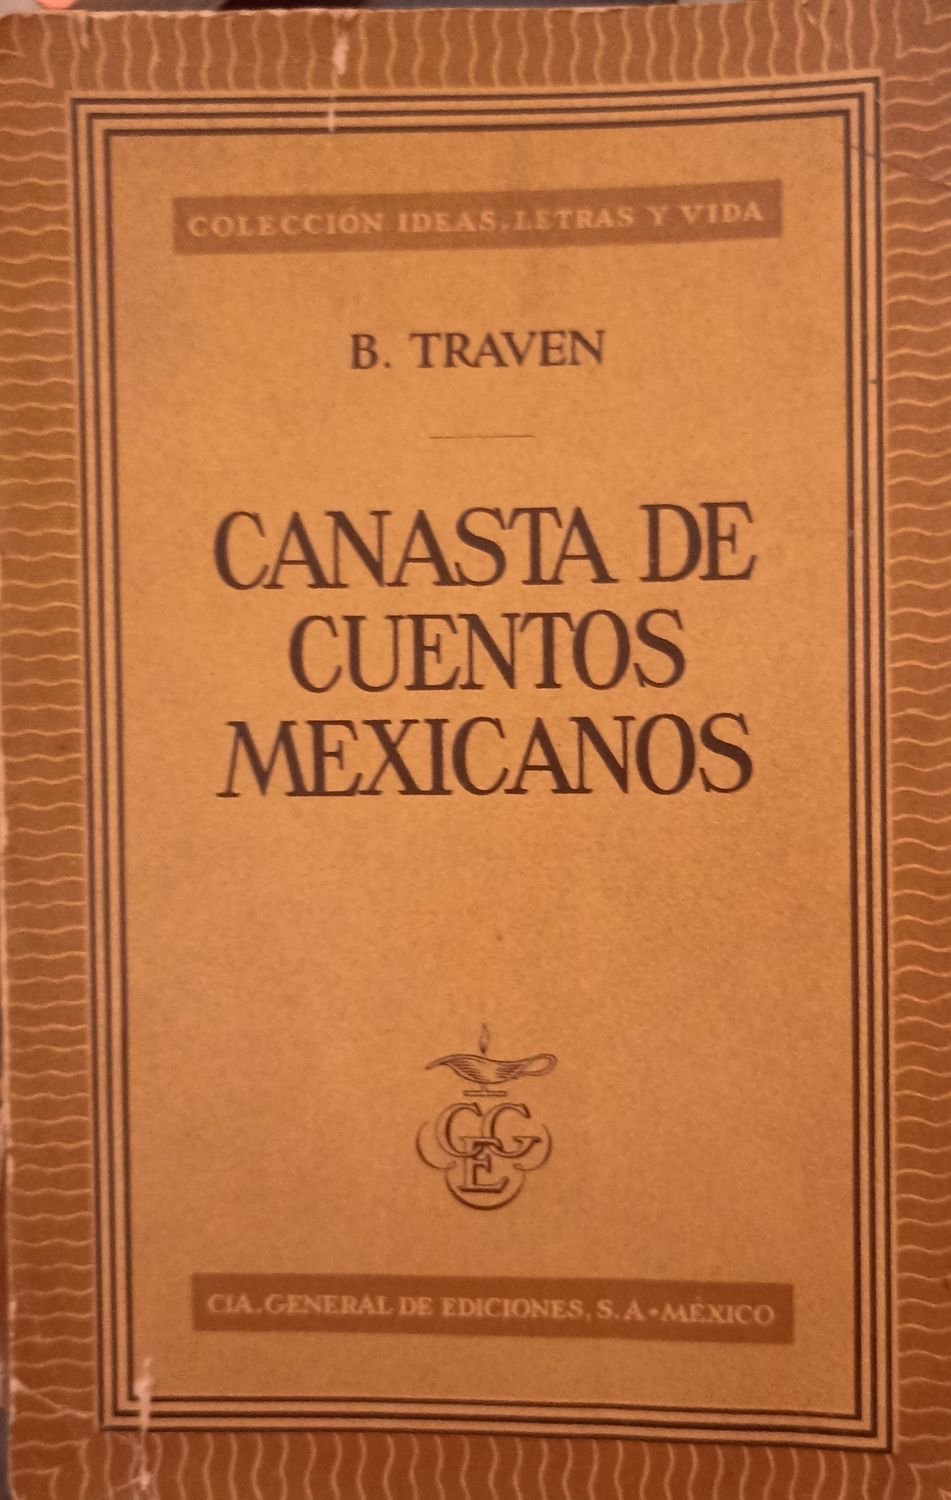 COLECCIÓN IDEAS, LETRAS Y VIDA
B. TRAVEN
CANASTA DE
CUENTOS
MEXICANOS
CGE
CIA. GENERAL DE EDICIONES, S. A • MÉXICO